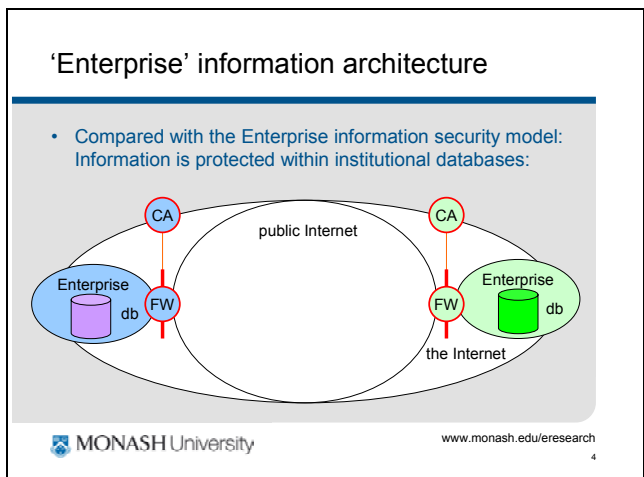 ‘Enterprise’ information architecture
• Compared with the Enterprise information security model:
Information is protected within institutional databases:
CA
CA
public Internet
Enterprise
db
FW
FW
Enterprise
db
the Internet
MONASH University
www.monash.edu/eresearch
4